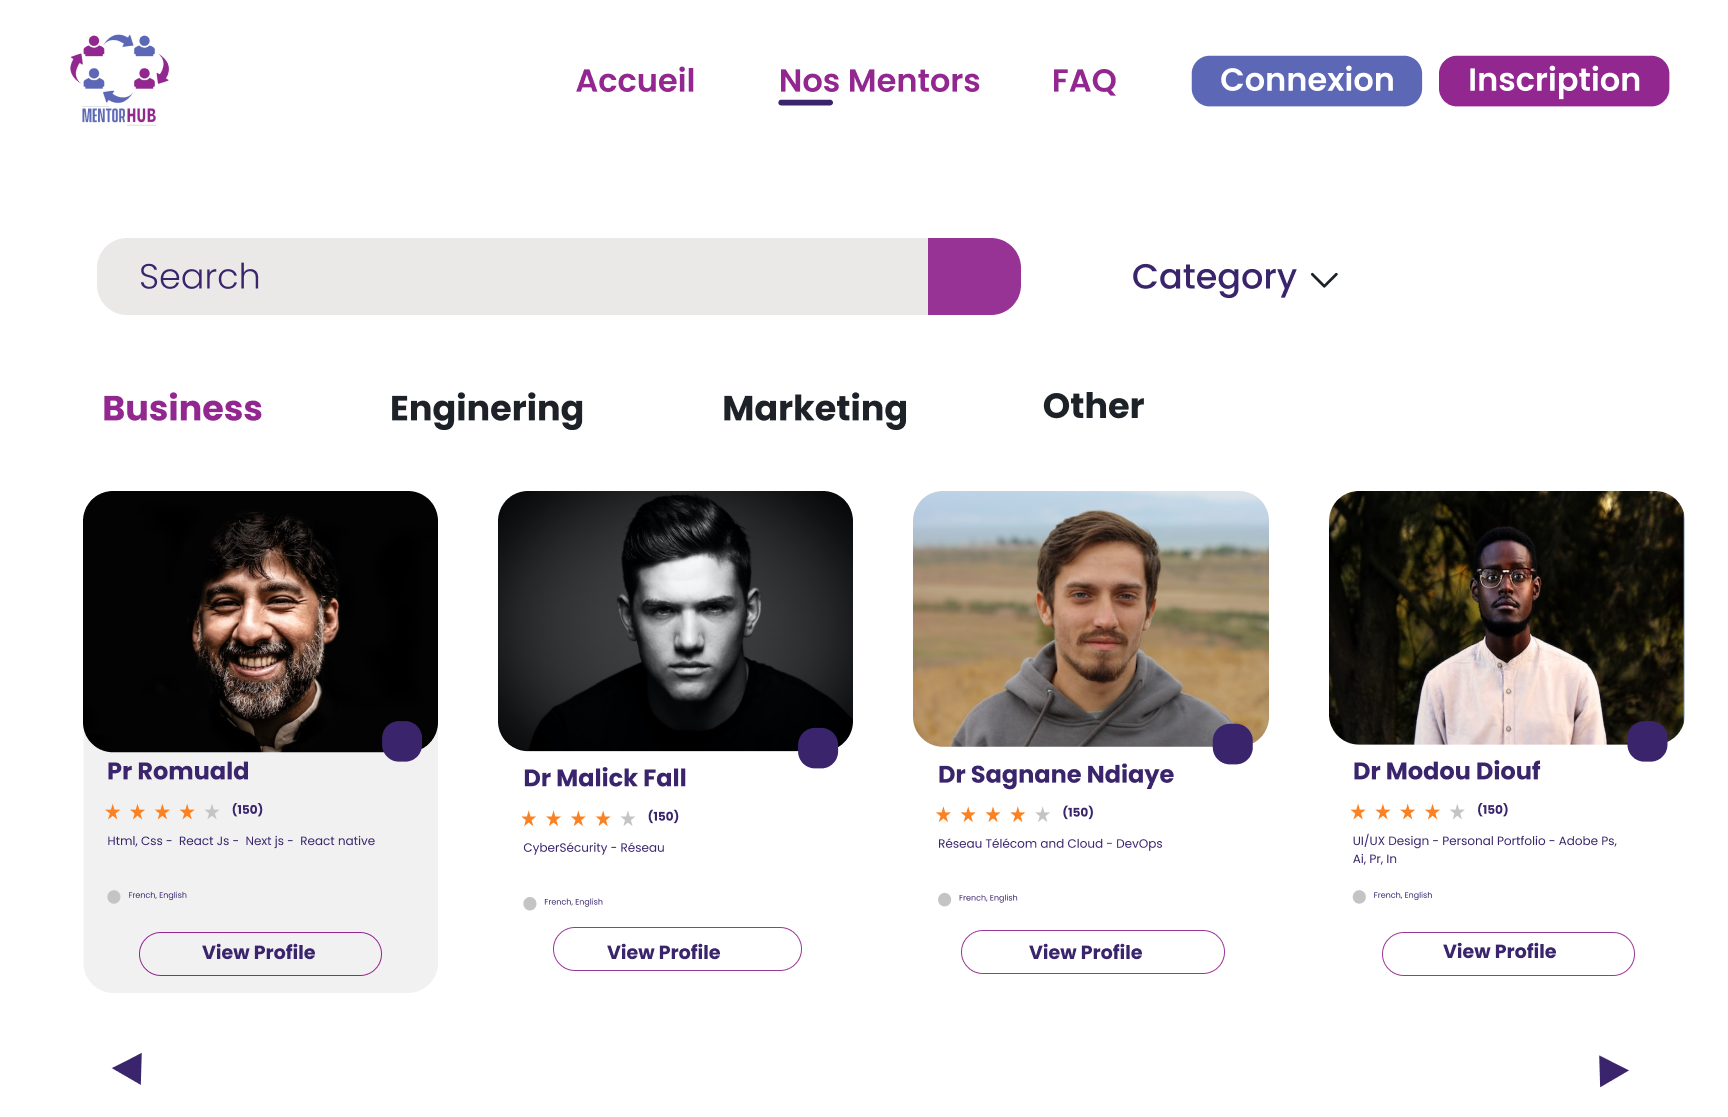 MENTORHUB
Accueil
Nos Mentors
FAQ
Connexion
Inscription
Search
Category
Business
Enginering
Marketing
Other
Pr Romuald
(150)
Html, Css - React Js - Next js - React native
French, English
View Profile
Dr Malick Fall
(150)
CyberSécurity - Réseau
French, English
View Profile
Dr Sagnane Ndiaye
(150)
Réseau Télécom and Cloud - DevOps
French, English
View Profile
Dr Modou Diouf
(150)
UI/UX Design - Personal Portfolio - Adobe Ps,
Ai, Pr, In
French, English
View Profile